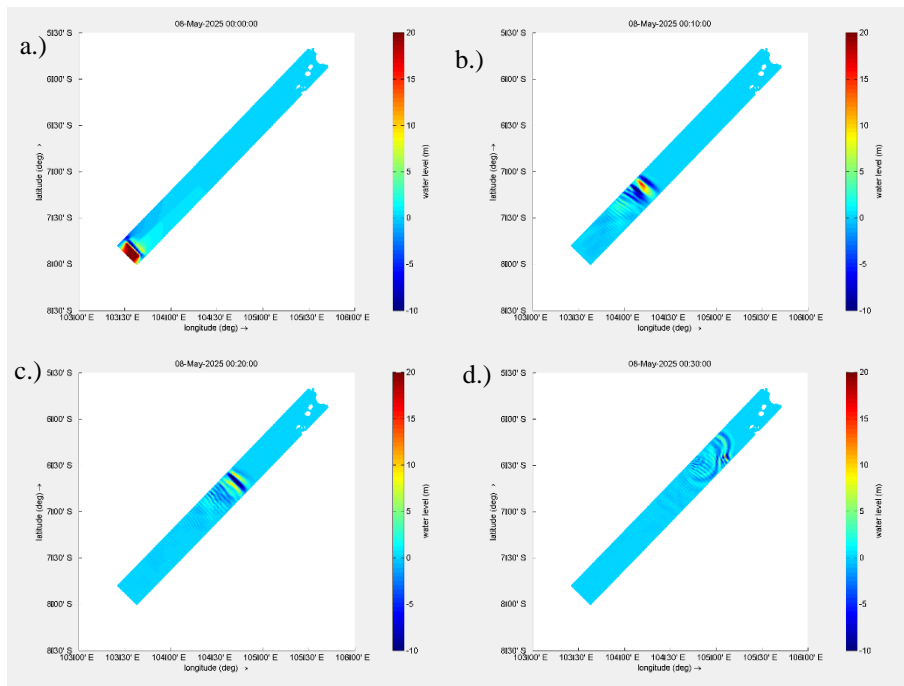 a.)
08-May-2025 00:00:00
5|30' S
6|00' S
6|30' S
7|00' S
7|30' S
8|00' S
8|30' S
latitude (deg) >
103|00' E 103|30' E 104|00' E 104|30' E 105|00' E 105|30' E 106|00' E
longitude (deg) →
20
15
10
5
0
-5
-10
water level (m)
b.)
08-May-2025 00:10:00
5|30' S
6|00' S
6|30' S
7|00' S
7|30' S
8|00' S
8|30' S
latitude (deg) →
103|00' E 103|30' E 104|00' E 104|30' E 105|00' E 105|30' E 106|00' E
longitude (deg) >
20
15
10
5
0
-5
-10
water level (m)
c.)
08-May-2025 00:20:00
5|30' S
6|00' S
6|30' S
7|00' S
7|30' S
8|00' S
8|30' S
latitude (deg) →
103|00' E 103|30' E 104|00' E 104|30' E 105|00' E 105|30' E 106|00' E
longitude (deg) >
20
15
10
5
0
-5
-10
water level (m)
d.)
08-May-2025 00:30:00
5|30' S
6|00' S
6|30' S
7|00' S
7|30' S
8|00' S
8|30' S
latitude (deg) >
103|00' E 103|30' E 104|00' E 104|30' E 105|00' E 105|30' E 106|00' E
longitude (deg) →
20
15
10
5
0
-5
-10
water level (m)